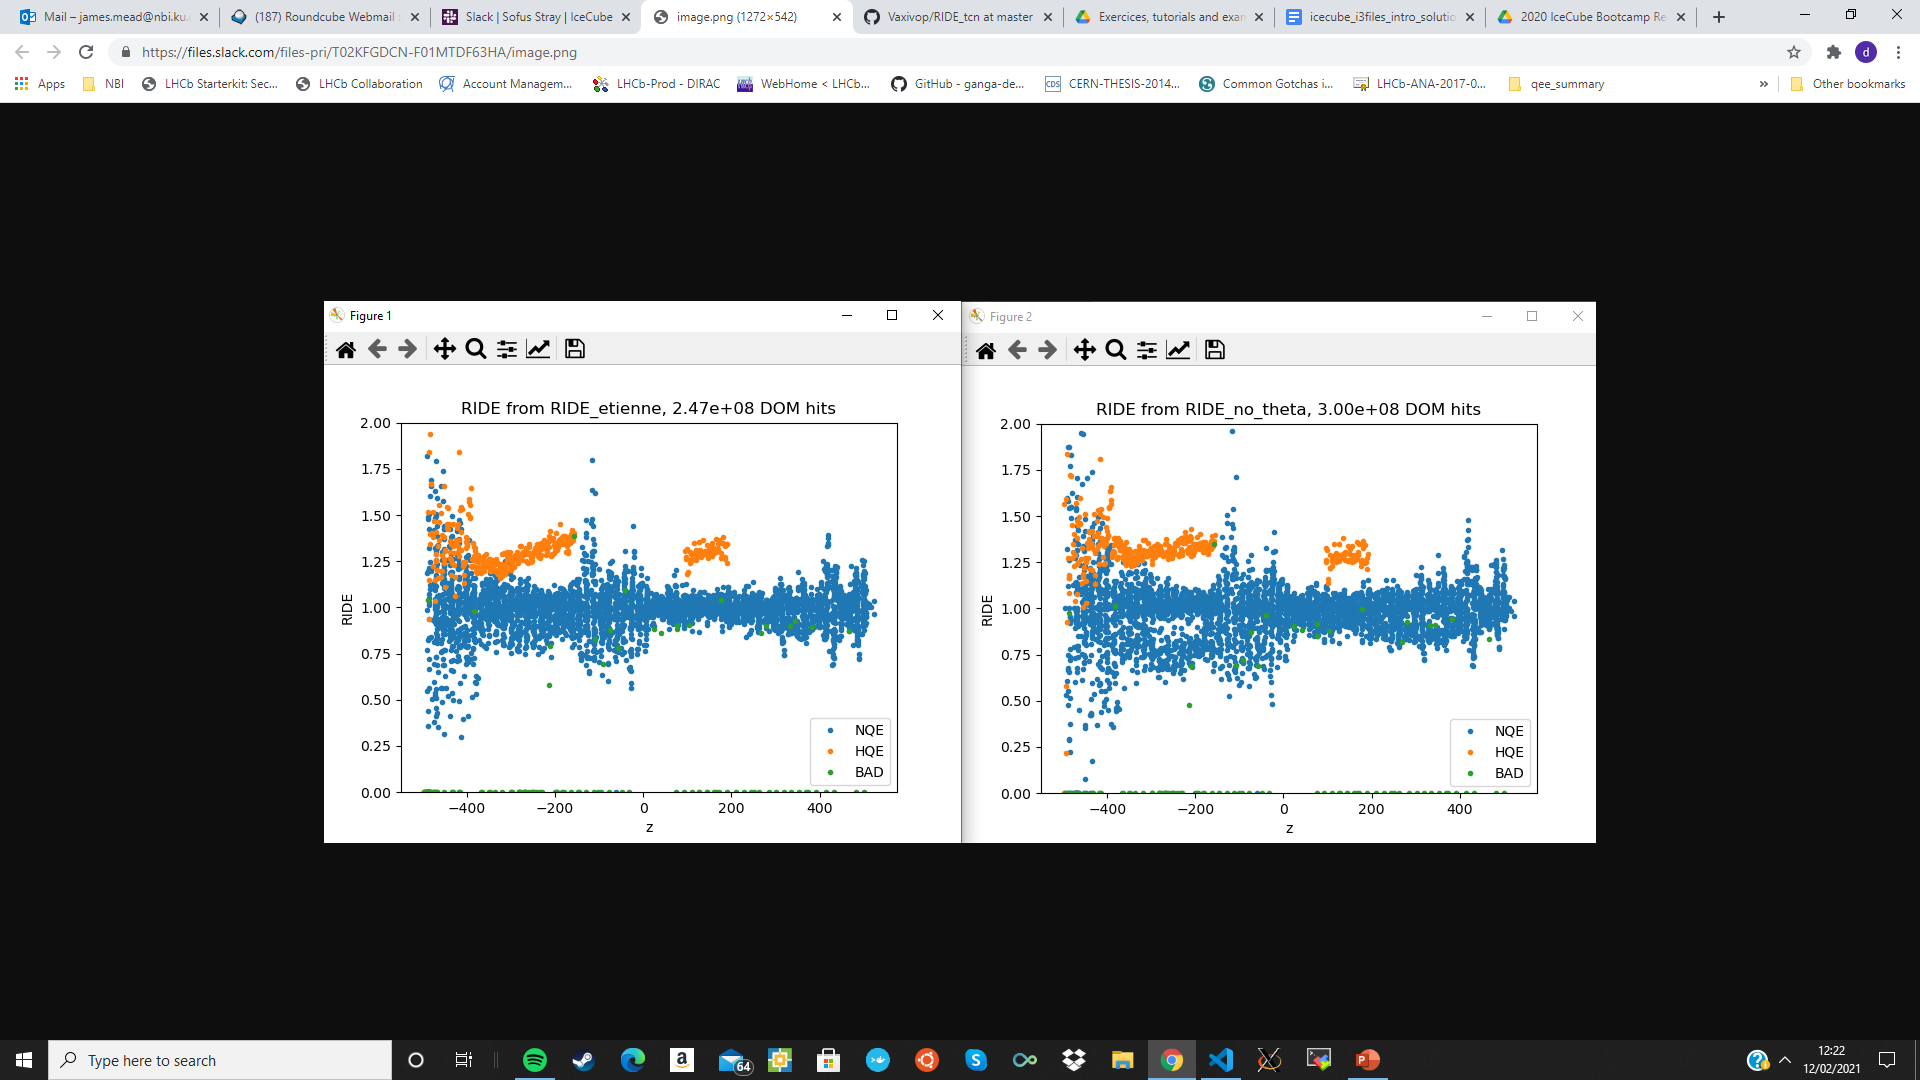 Mail – james.mead@nbi.ku.
(187) Roundcube Webmail
Slack | Sofus Stray | IceCube
image.png (1272×542)
Vaxivop/RIDE_tcn at master
Exercices, tutorials and exa
icecube_i3files_intro_soluti
2020 IceCube Bootcamp Re
https://files.slack.com/files-pri/T02KFGDCN-F01MTDF63HA/image.png
d
Apps
NBI
LHCb Starterkit: Sec...
LHCb Collaboration
Account Managem...
LHCb-Prod - DIRAC
WebHome < LHCb...
GitHub - ganga-de...
CDS
CERN-THESIS-2014...
Common Gotchas i...
LHCb-ANA-2017-0...
qee_summary
»
Other bookmarks
Figure 1
RIDE from RIDE_etienne, 2.47e+08 DOM hits
2.00
1.75
1.50
1.25
1.00
0.75
0.50
0.25
0.00
RIDE
−400
−200
0
200
400
z
NQE
HQE
BAD
Figure 2
RIDE from RIDE_no_theta, 3.00e+08 DOM hits
2.00
1.75
1.50
1.25
1.00
0.75
0.50
0.25
0.00
RIDE
−400
−200
0
200
400
z
NQE
HQE
BAD
Type here to search
64
12:22
12/02/2021